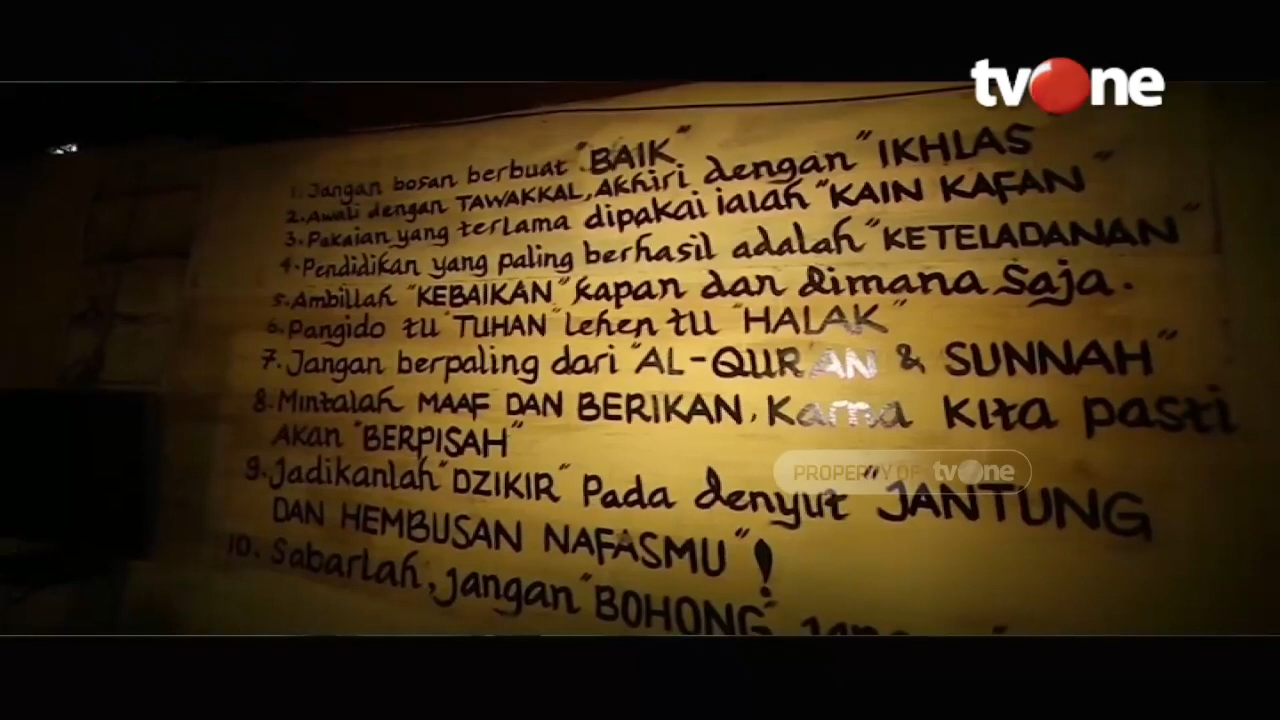 tvOne
1. Jangan bosan berbuat "BAIK"
2. Awali dengan TAWAKKAL, Akhiri dengan "IKHLAS
3. Pakaian yang terlama dipakai ialah "KAIN KAFAN"
4. Pendidikan yang paling berhasil adalah "KETELADANAN"
5. Ambillah "KEBAIKAN" kapan dan dimana Saja.
6. Pangido tu "TUHAN" Lehen tu "HALAK"
7. Jangan berpaling dari "AL-QUR'AN & SUNNAH"
8. Mintalah MAAF DAN BERIKAN, Karna kita pasti
AKan "BERPISAH"
PROPERTY OF tvOne
9. Jadikanlah "DZIKIR" Pada denyut "JANTUNG
DAN HEMBUSAN NAFASMU"!
10. Sabarlah, jangan "BOHONG"